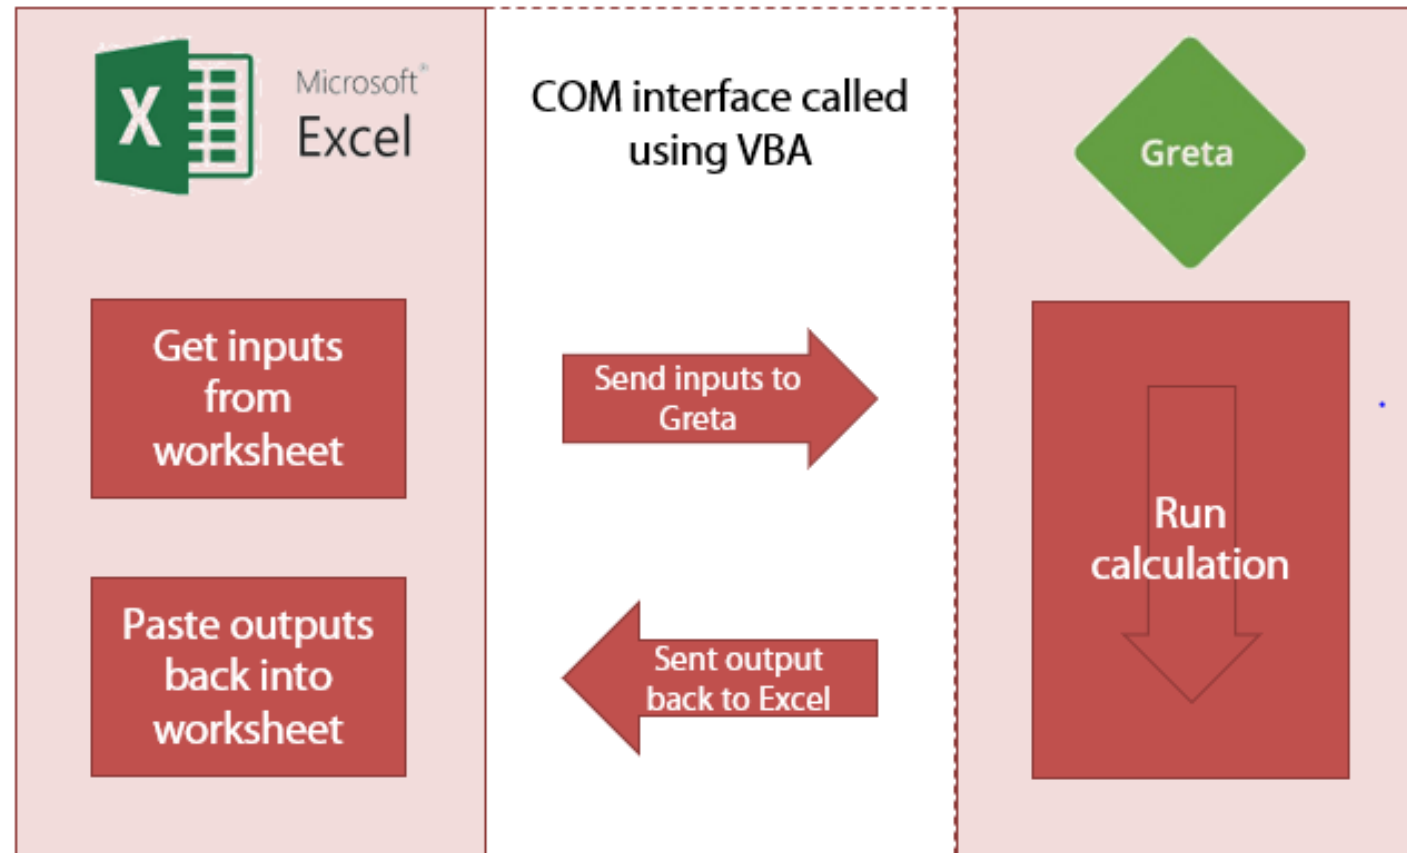 X
Microsoft®
Excel
COM interface called
using VBA
Greta
Get inputs
from
worksheet
Send inputs to
Greta
Run
calculation
Paste outputs
back into
worksheet
Sent output
back to Excel